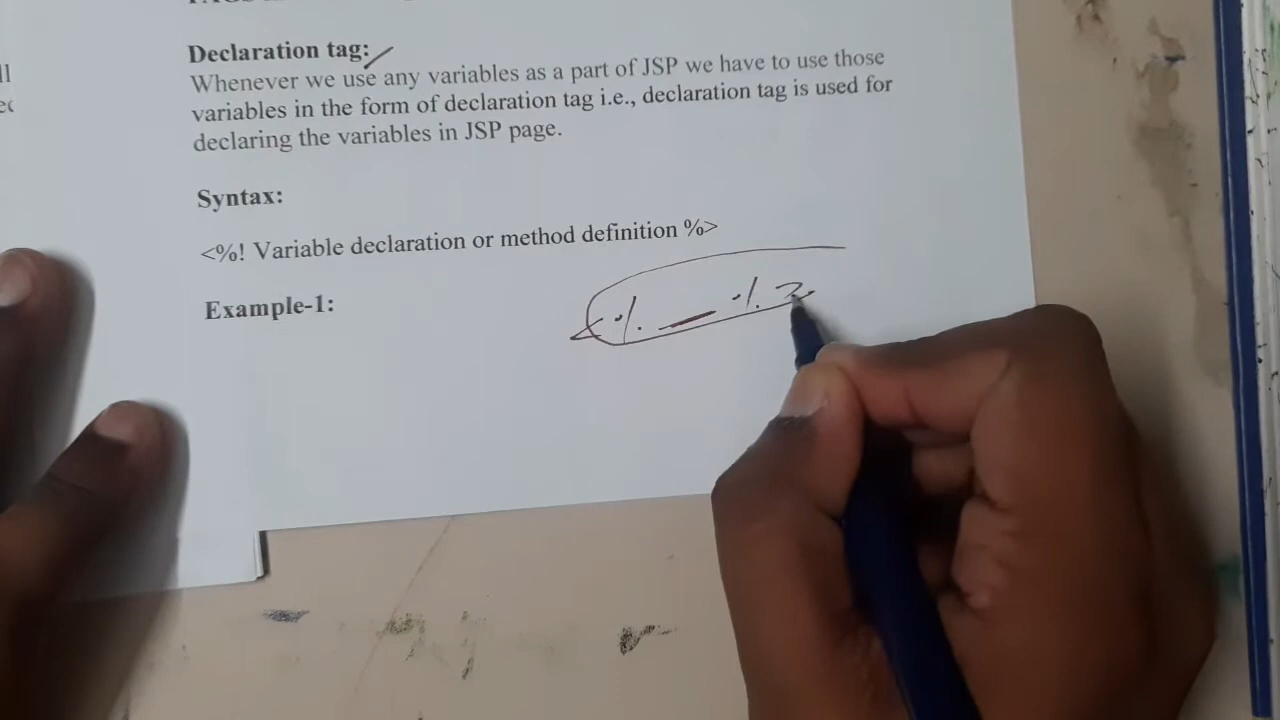 Declaration tag:
Whenever we use any variables as a part of JSP we have to use those
variables in the form of declaration tag i.e., declaration tag is used for
declaring the variables in JSP page.
Syntax:
<%! Variable declaration or method definition %>
Example-1:
<% — %>